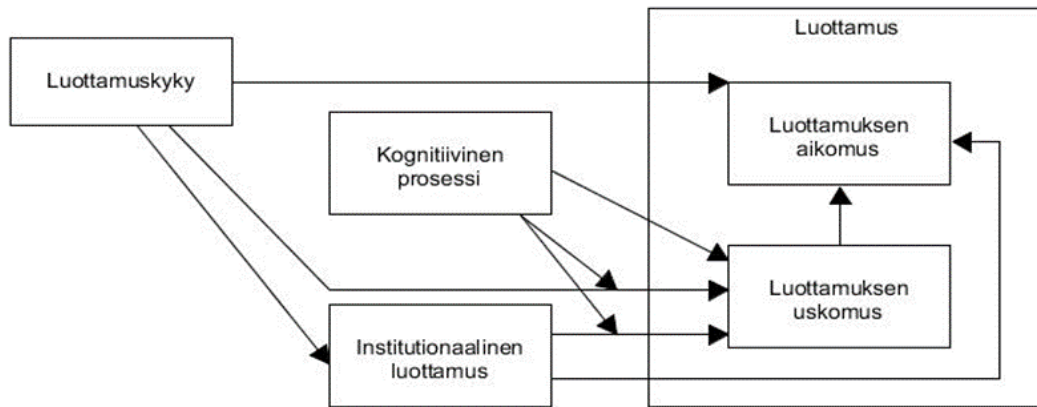 Luottamus
Luottamuskyky
Luottamuksen
aikomus
Kognitiivinen
prosessi
Luottamuksen
uskomus
Institutionaalinen
luottamus